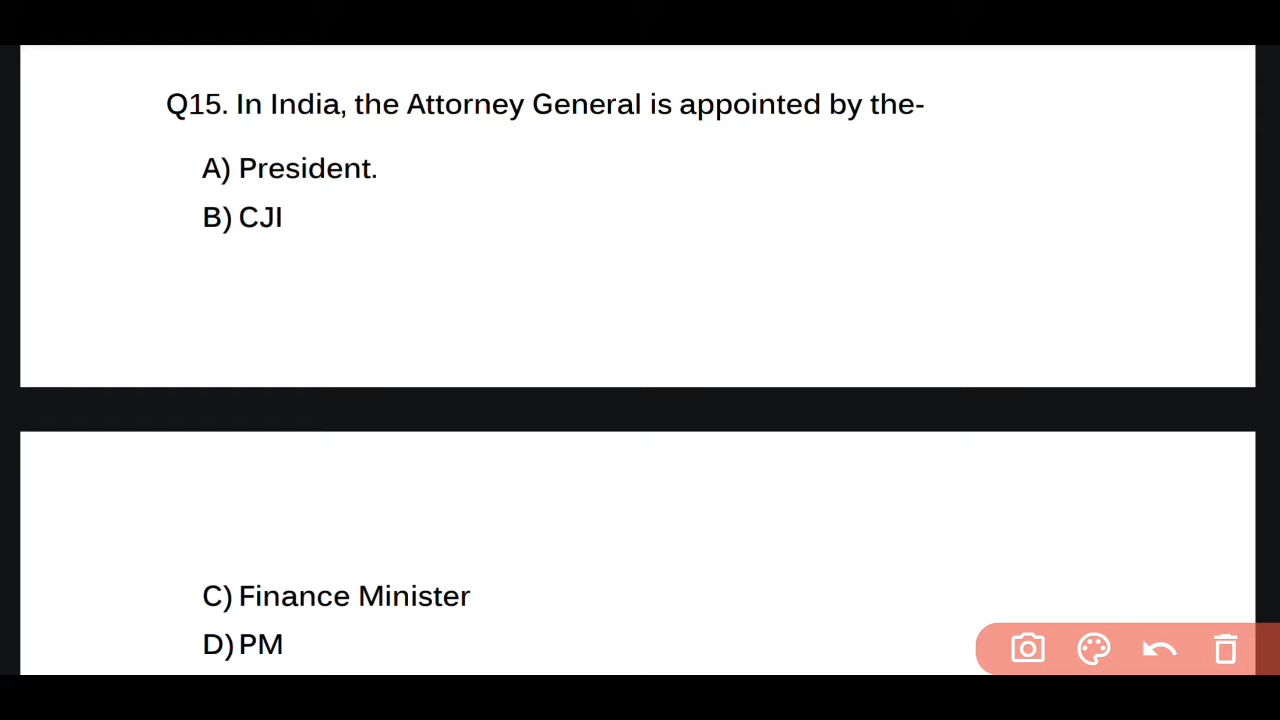 Q15. In India, the Attorney General is appointed by the-
A) President.
B) CJI
C) Finance Minister
D) PM